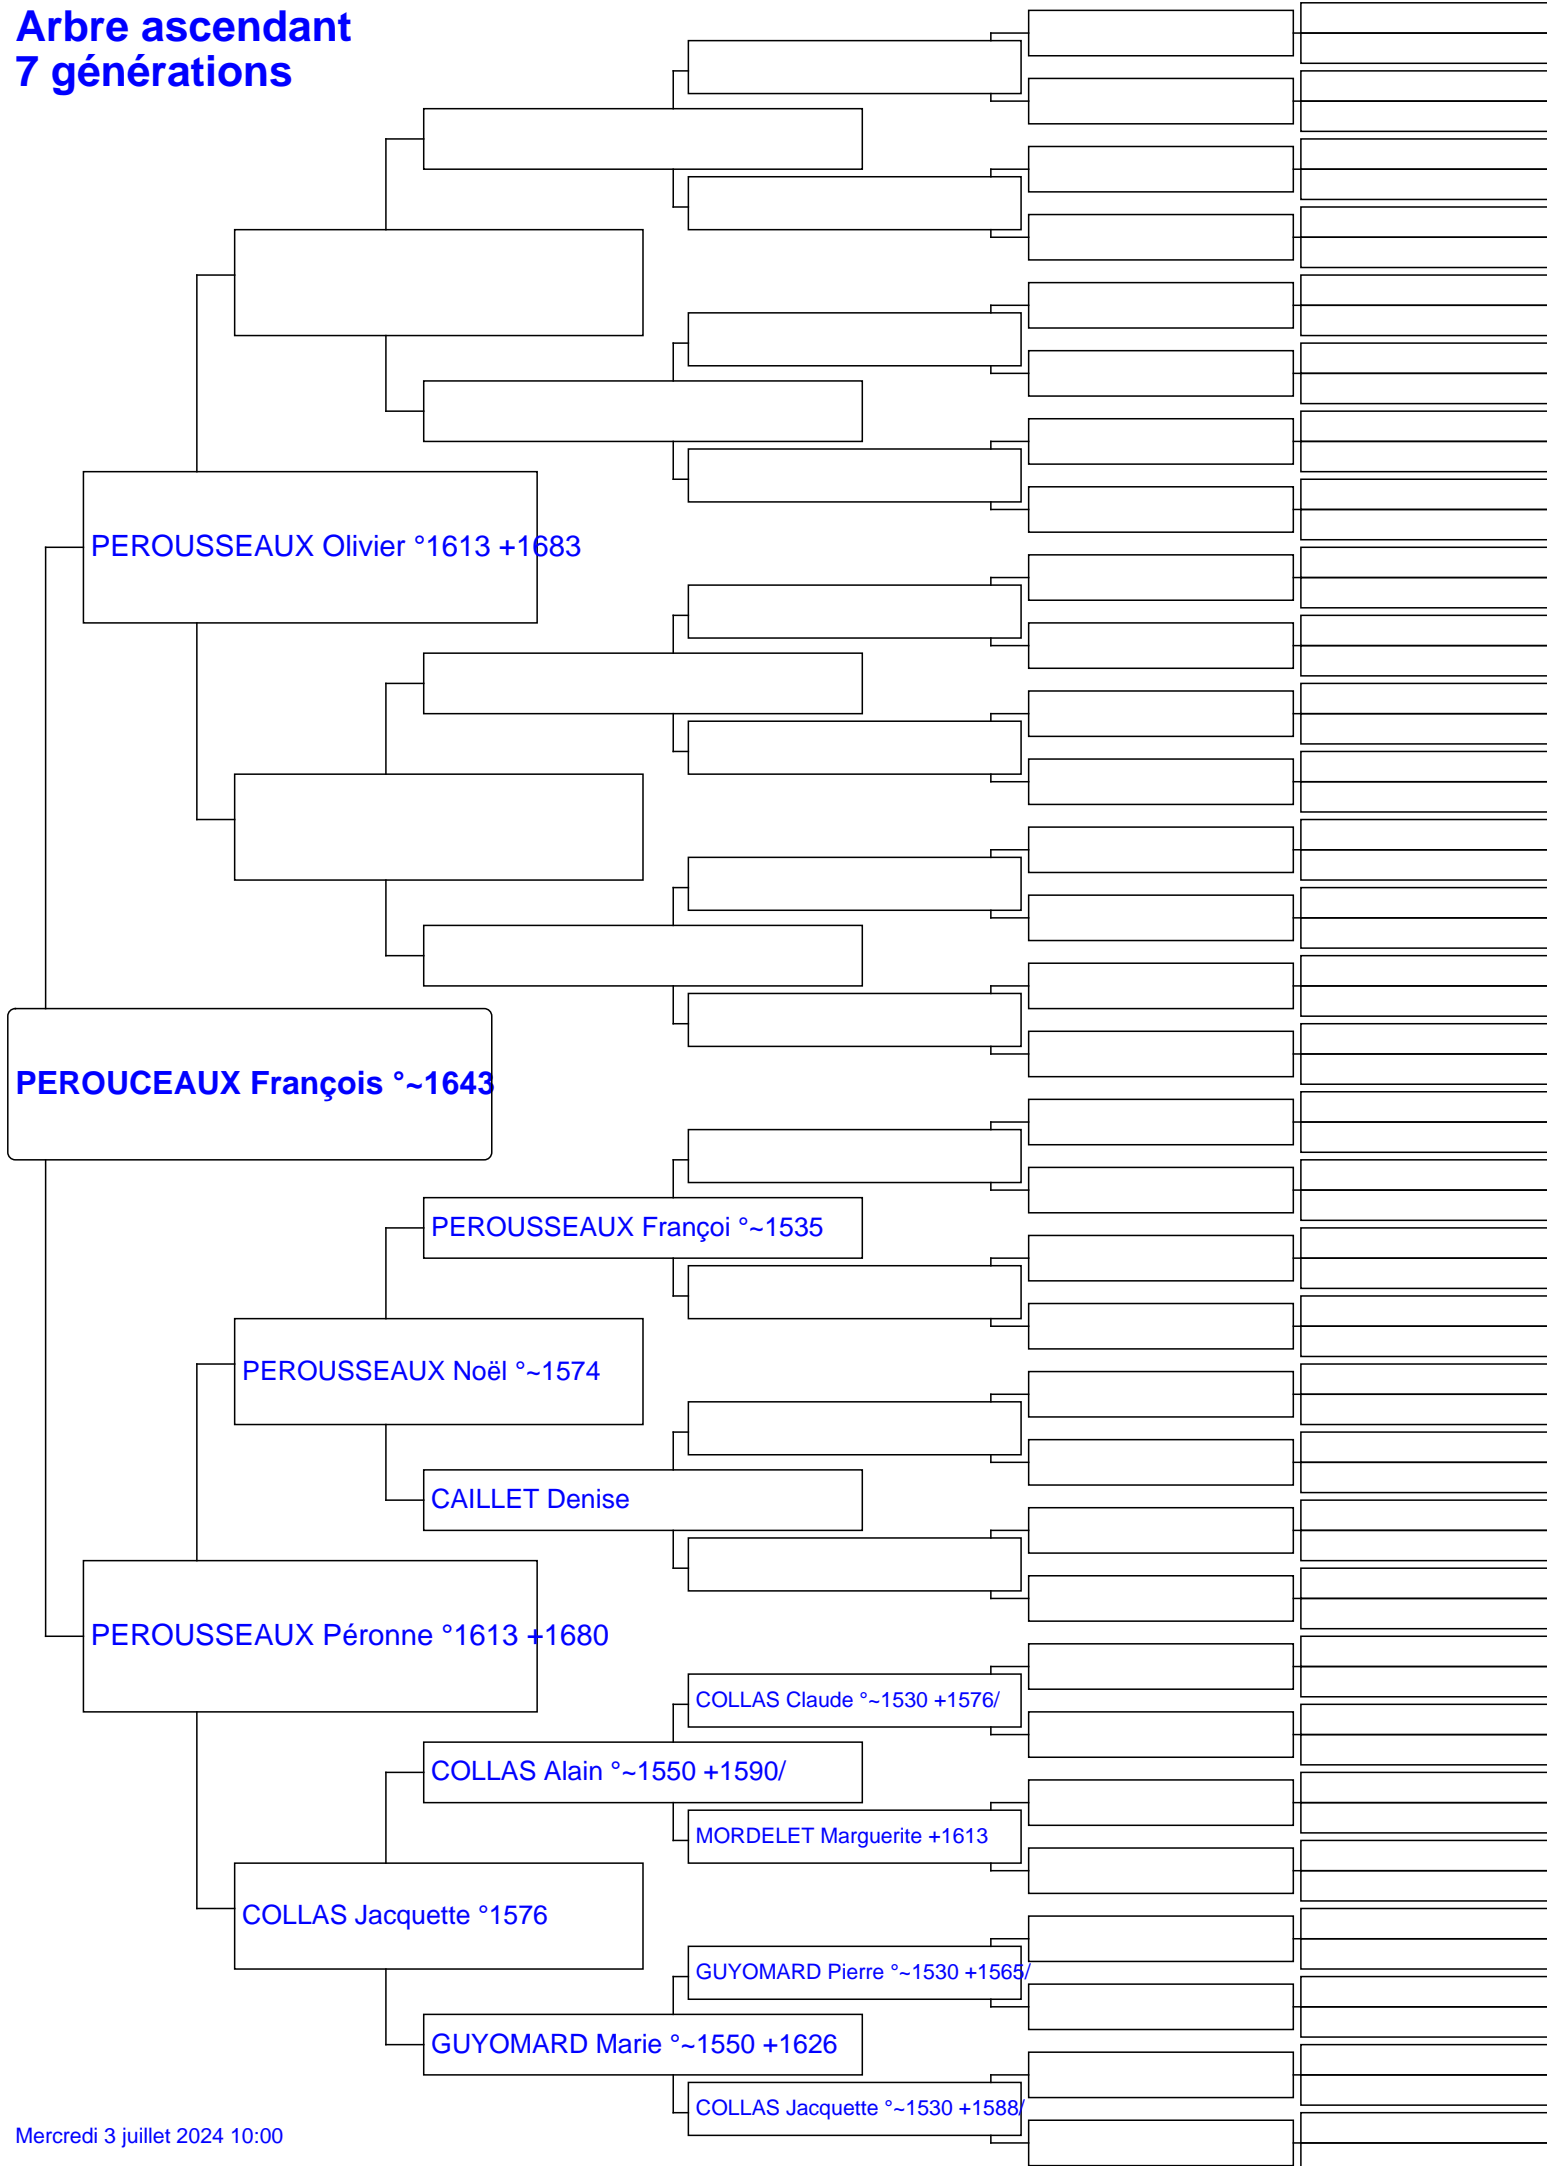 Arbre ascendant
7 générations
PEROUSSEAUX Olivier °1613 +1683
PEROUCEAUX François °~1643
PEROUSSEAUX Françoi °~1535
PEROUSSEAUX Noël °~1574
CAILLET Denise
PEROUSSEAUX Péronne °1613 +1680
COLLAS Claude °~1530 +1576/
COLLAS Alain °~1550 +1590/
MORDELET Marguerite +1613
COLLAS Jacquette °1576
GUYOMARD Pierre °~1530 +1565/
GUYOMARD Marie °~1550 +1626
COLLAS Jacquette °~1530 +1588/
Mercredi 3 juillet 2024 10:00